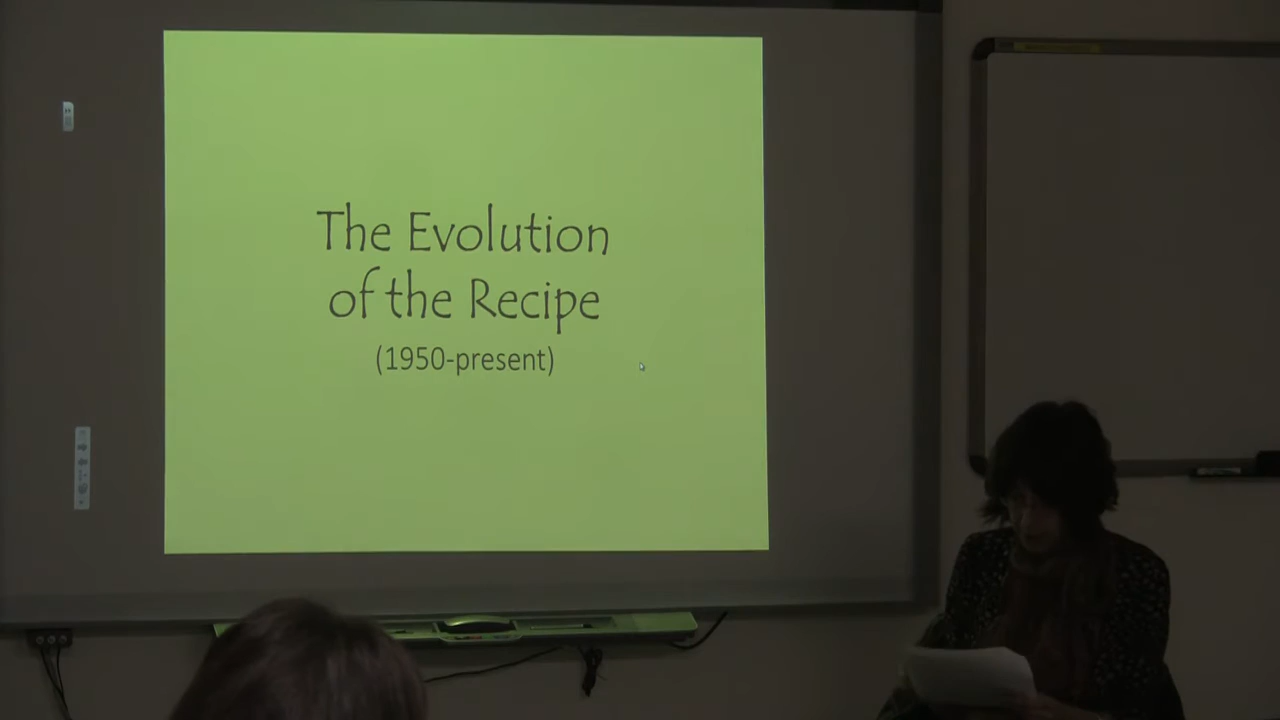 The Evolution
of the Recipe
(1950-present)